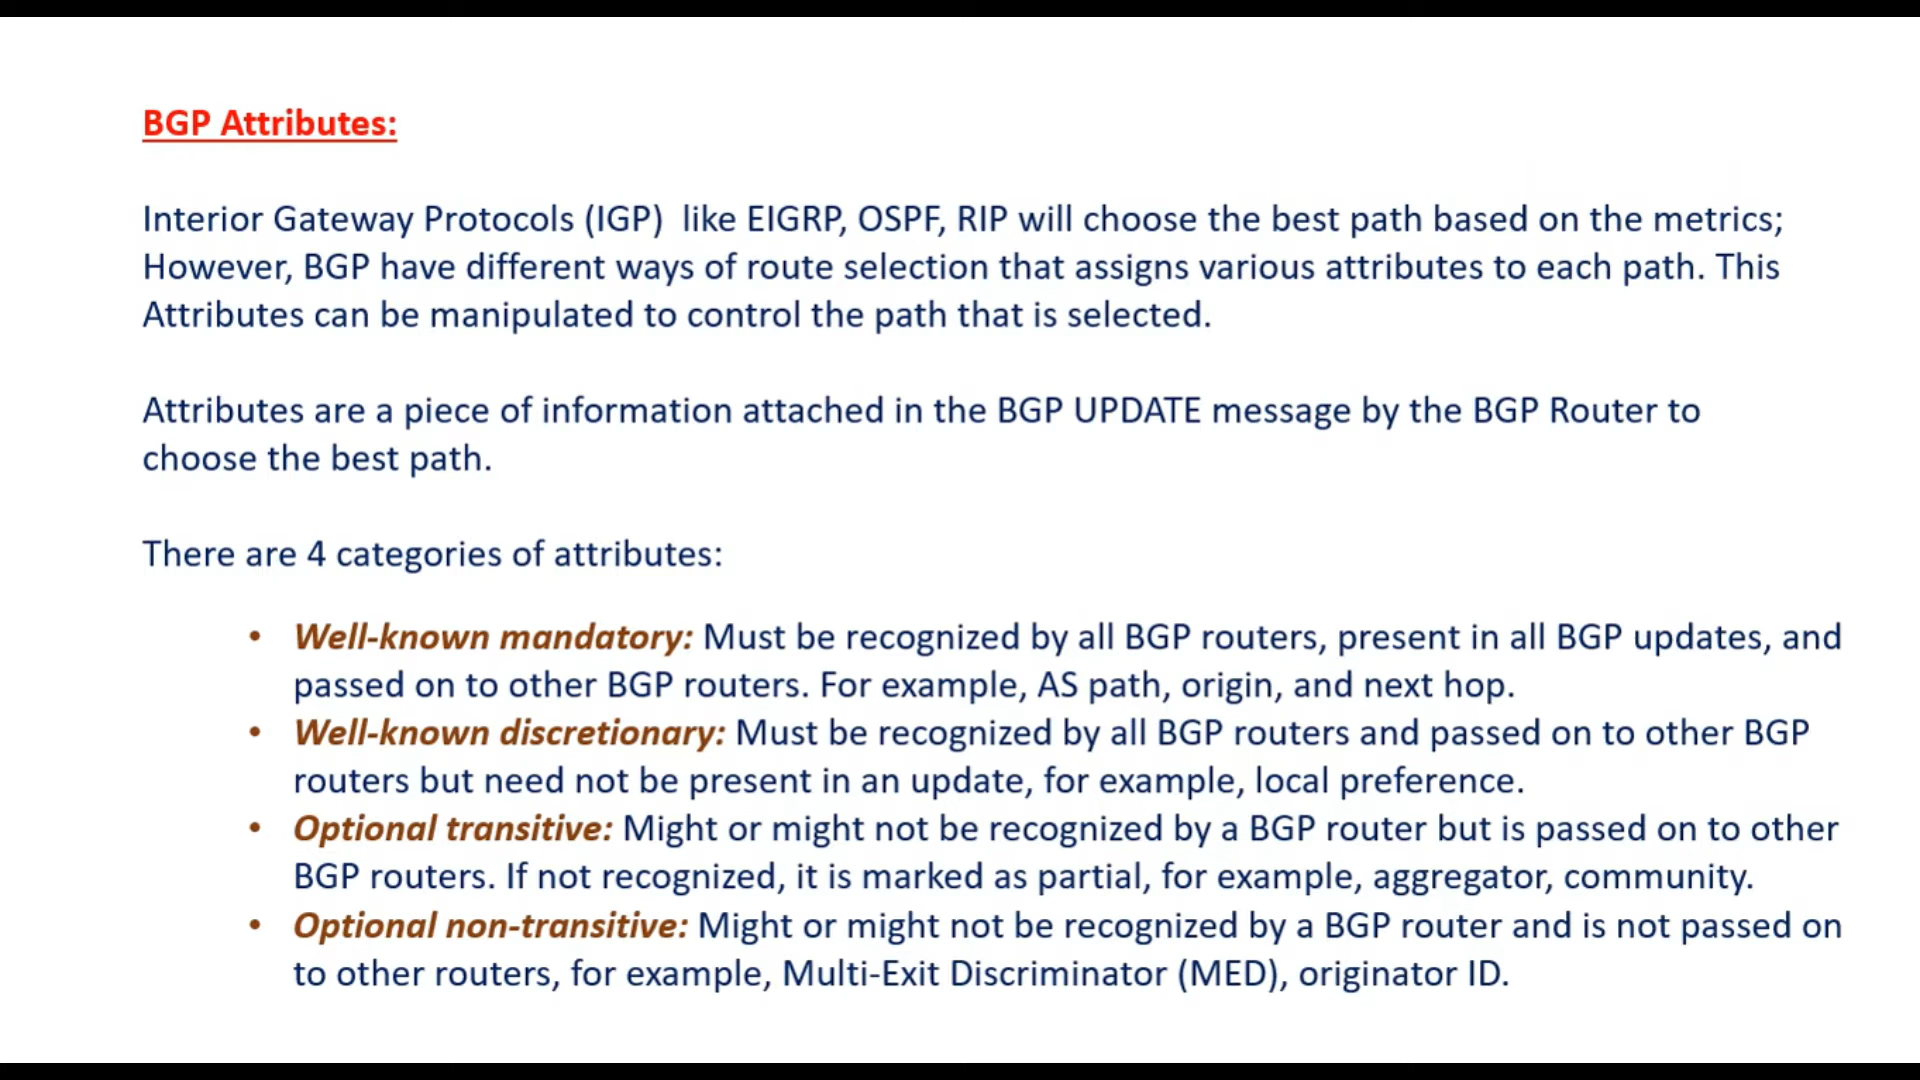 BGP Attributes:
Interior Gateway Protocols (IGP)  like EIGRP, OSPF, RIP will choose the best path based on the metrics;
However, BGP have different ways of route selection that assigns various attributes to each path. This
Attributes can be manipulated to control the path that is selected.
Attributes are a piece of information attached in the BGP UPDATE message by the BGP Router to
choose the best path.
There are 4 categories of attributes:
• Well-known mandatory: Must be recognized by all BGP routers, present in all BGP updates, and
passed on to other BGP routers. For example, AS path, origin, and next hop.
• Well-known discretionary: Must be recognized by all BGP routers and passed on to other BGP
routers but need not be present in an update, for example, local preference.
• Optional transitive: Might or might not be recognized by a BGP router but is passed on to other
BGP routers. If not recognized, it is marked as partial, for example, aggregator, community.
• Optional non-transitive: Might or might not be recognized by a BGP router and is not passed on
to other routers, for example, Multi-Exit Discriminator (MED), originator ID.